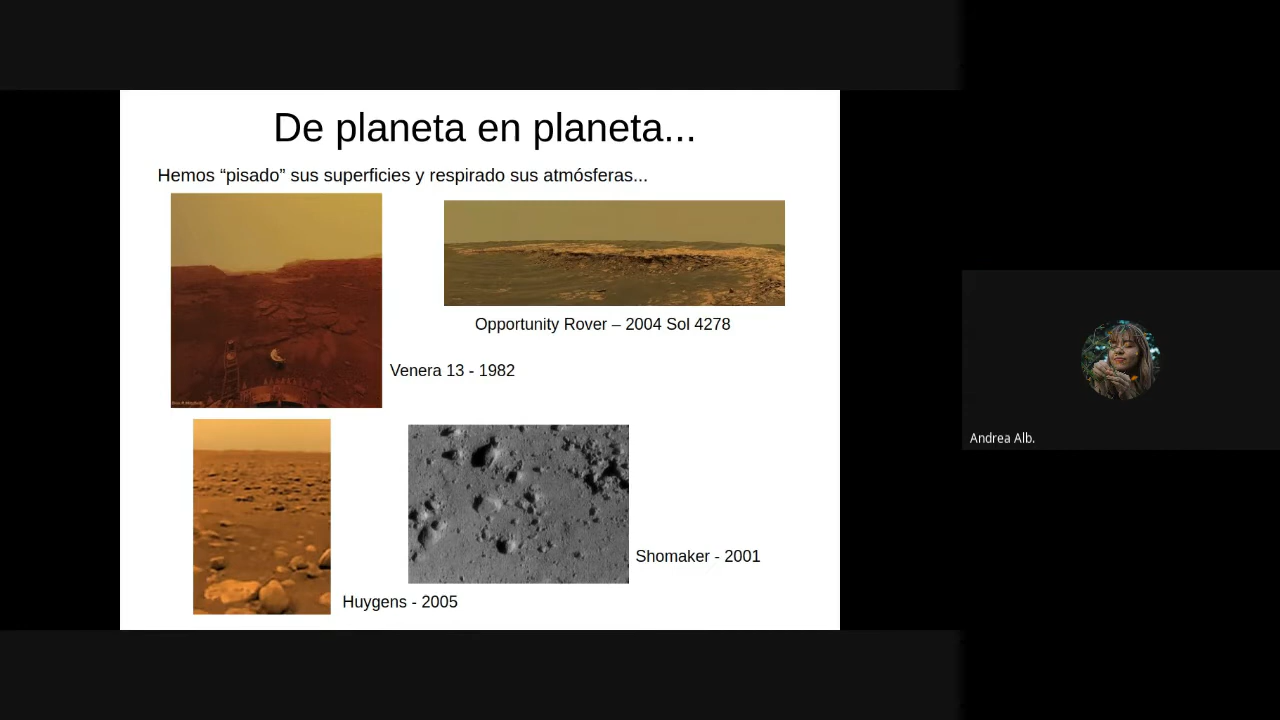 De planeta en planeta...
Hemos “pisado” sus superficies y respirado sus atmósferas...
Opportunity Rover – 2004 Sol 4278
Venera 13 - 1982
Shomaker - 2001
Huygens - 2005
Andrea Alb.